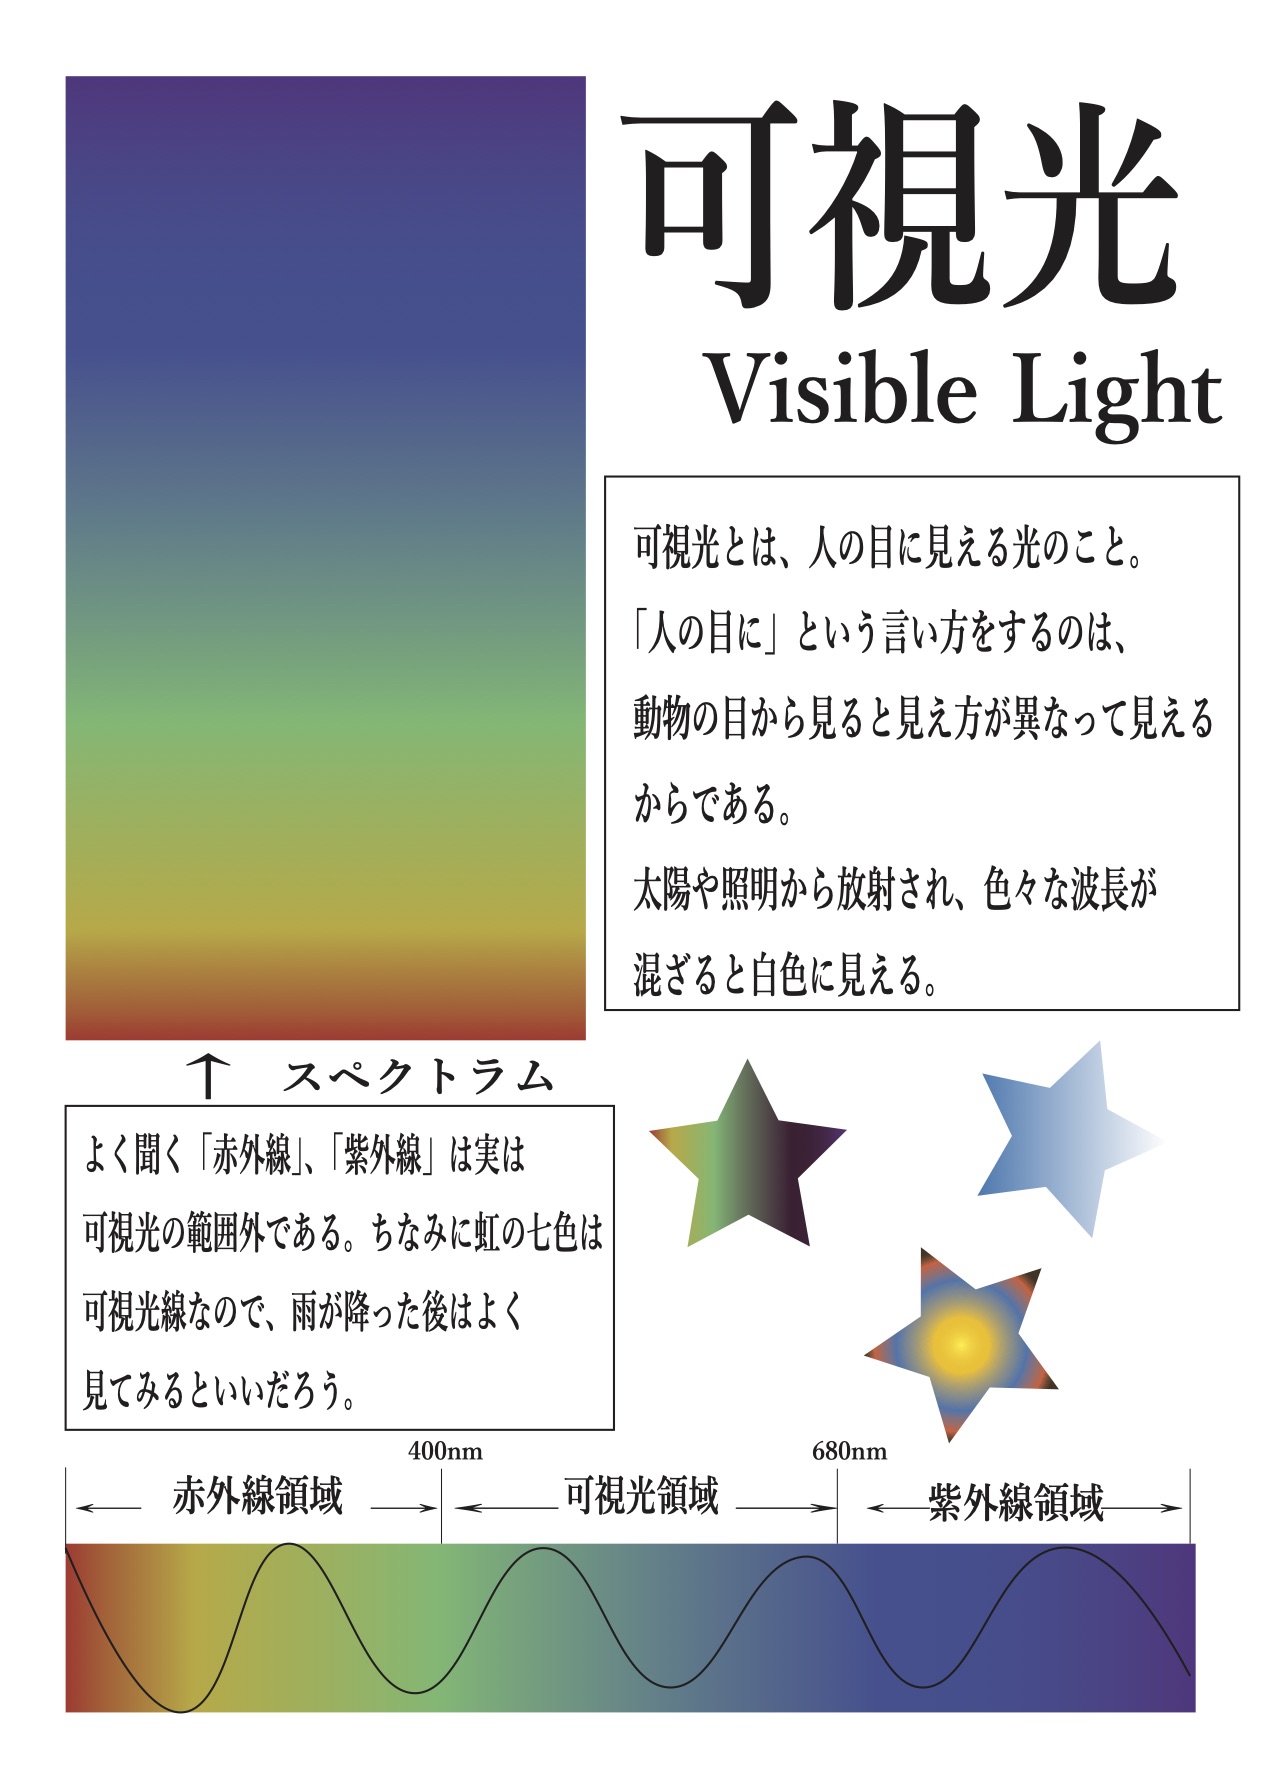 可視光
Visible Light
可視光とは、人の目に見える光のこと。
「人の目に」という言い方をするのは、
動物の目から見ると見え方が異なって見える
からである。
太陽や照明から放射され、色々な波長が
混ざると白色に見える。
↑ スペクトラム
よく聞く「赤外線」、「紫外線」は実は
可視光の範囲外である。ちなみに虹の七色は
可視光線なので、雨が降った後はよく
見てみるといいだろう。
400nm 680nm
赤外線領域 可視光領域 紫外線領域